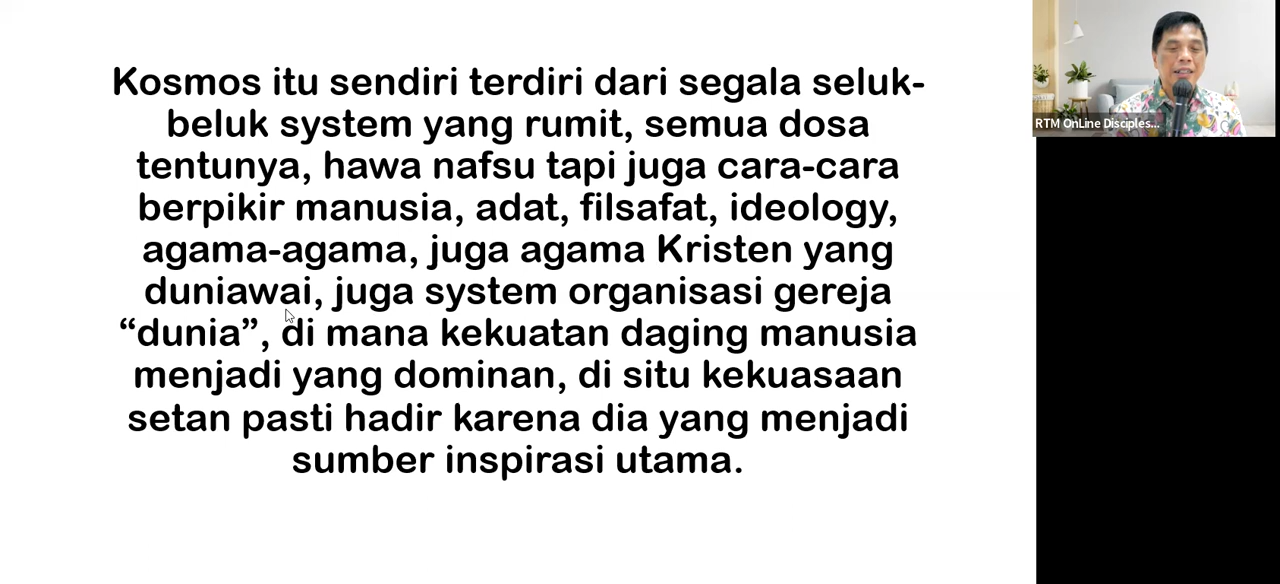 Kosmos itu sendiri terdiri dari segala seluk-
beluk system yang rumit, semua dosa
tentunya, hawa nafsu tapi juga cara-cara
berpikir manusia, adat, filsafat, ideology,
agama-agama, juga agama Kristen yang
duniawai, juga system organisasi gereja
“dunia”, di mana kekuatan daging manusia
menjadi yang dominan, di situ kekuasaan
setan pasti hadir karena dia yang menjadi
sumber inspirasi utama.
RTM OnLine Disciples...